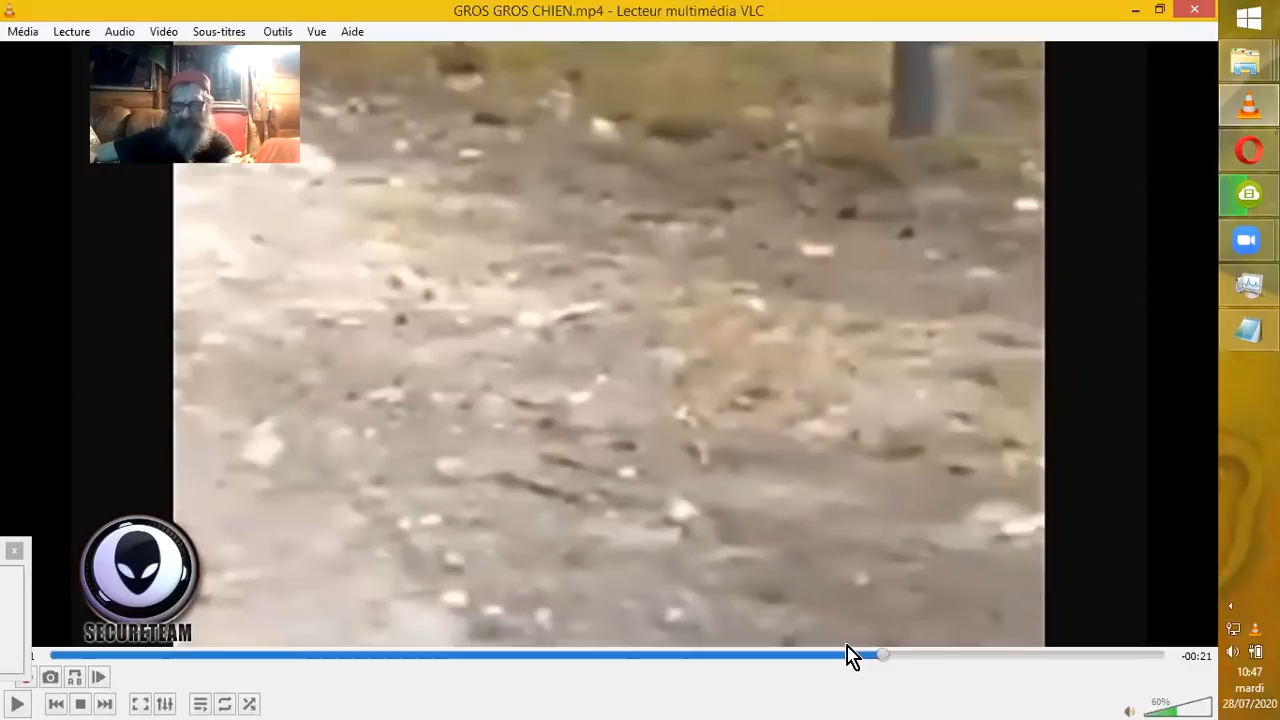 GROS GROS CHIEN.mp4 - Lecteur multimédia VLC
Média Lecture Audio Vidéo Sous-titres Outils Vue Aide
SECURETEAM
-00:21
60%
10:47
mardi
28/07/2020